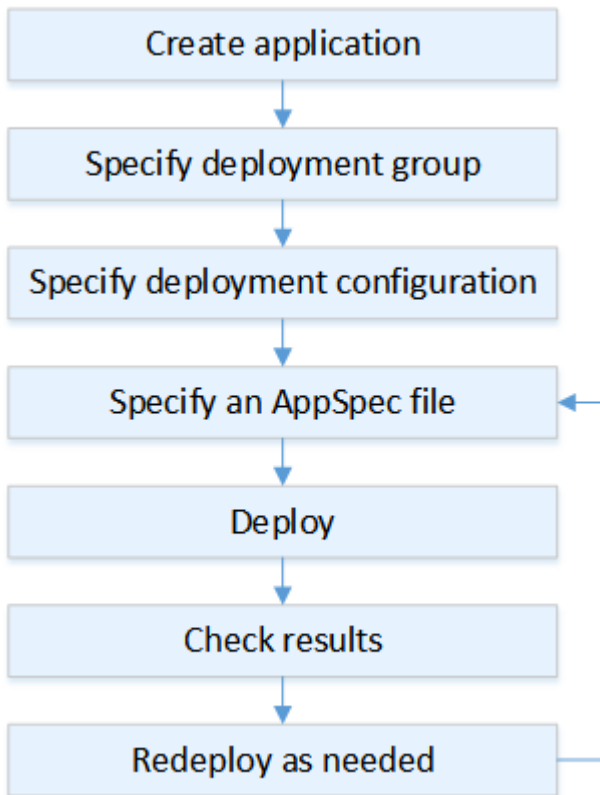 Create application
Specify deployment group
Specify deployment configuration
Specify an AppSpec file
Deploy
Check results
Redeploy as needed